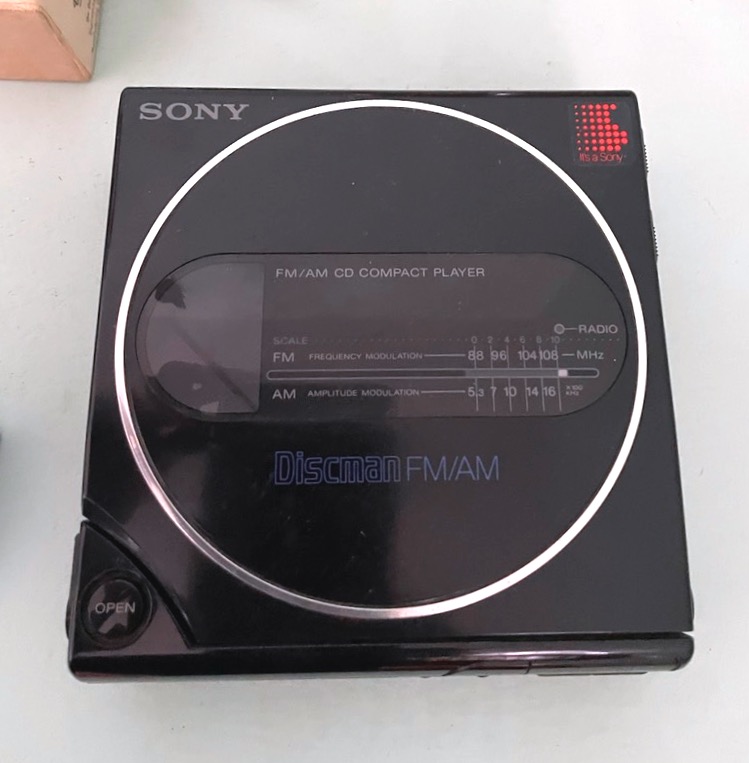 SONY
It's a Sony
FM/AM CD COMPACT PLAYER
RADIO
SCALE 0 2 4 6 8 10
FM FREQUENCY MODULATION 88 96 104 108 MHz
AM AMPLITUDE MODULATION 5.3 7 10 14 16 X100 KHz
Discman FM/AM
OPEN